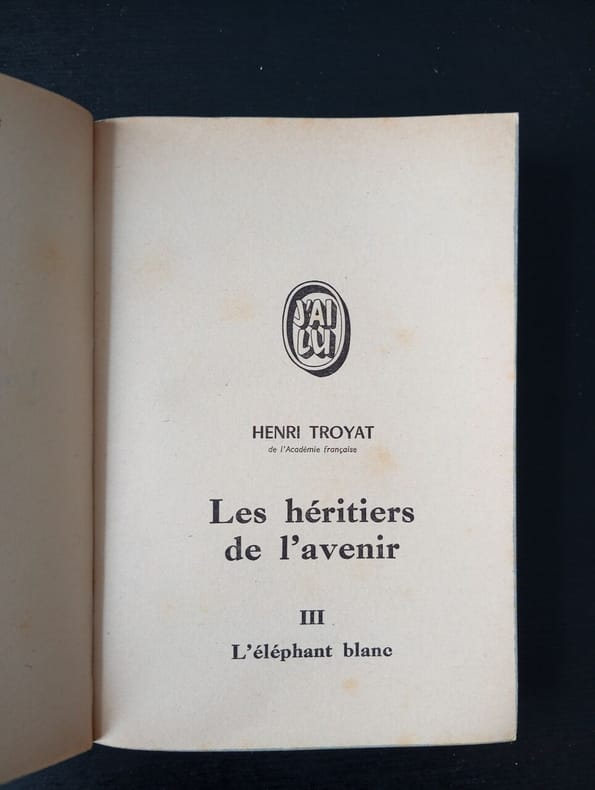 J'AI
LU
HENRI TROYAT
de l'Académie française
Les héritiers
de l'avenir
III
L'éléphant blanc